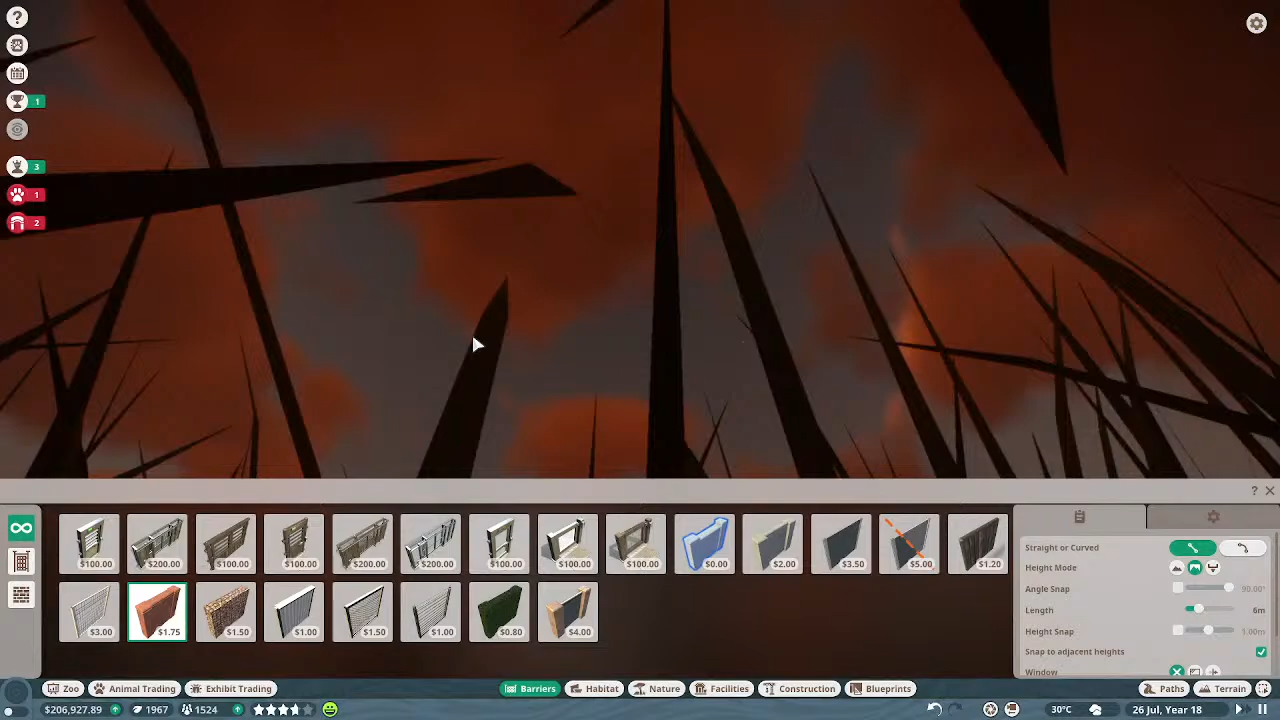 ?
1
3
1
2
? ×
$100.00 $200.00 $100.00 $100.00 $200.00 $200.00 $100.00 $100.00 $100.00 $0.00 $2.00 $3.50 $5.00 $1.20
$3.00 $1.75 $1.50 $1.00 $1.50 $1.00 $0.80 $4.00
Straight or Curved
Height Mode
Angle Snap 90.00°
Length 6m
Height Snap 1.00m
Snap to adjacent heights
Window
Zoo Animal Trading Exhibit Trading Barriers Habitat Nature Facilities Construction Blueprints Paths Terrain
$206,927.89 1967 1524 30°C 26 Jul, Year 18